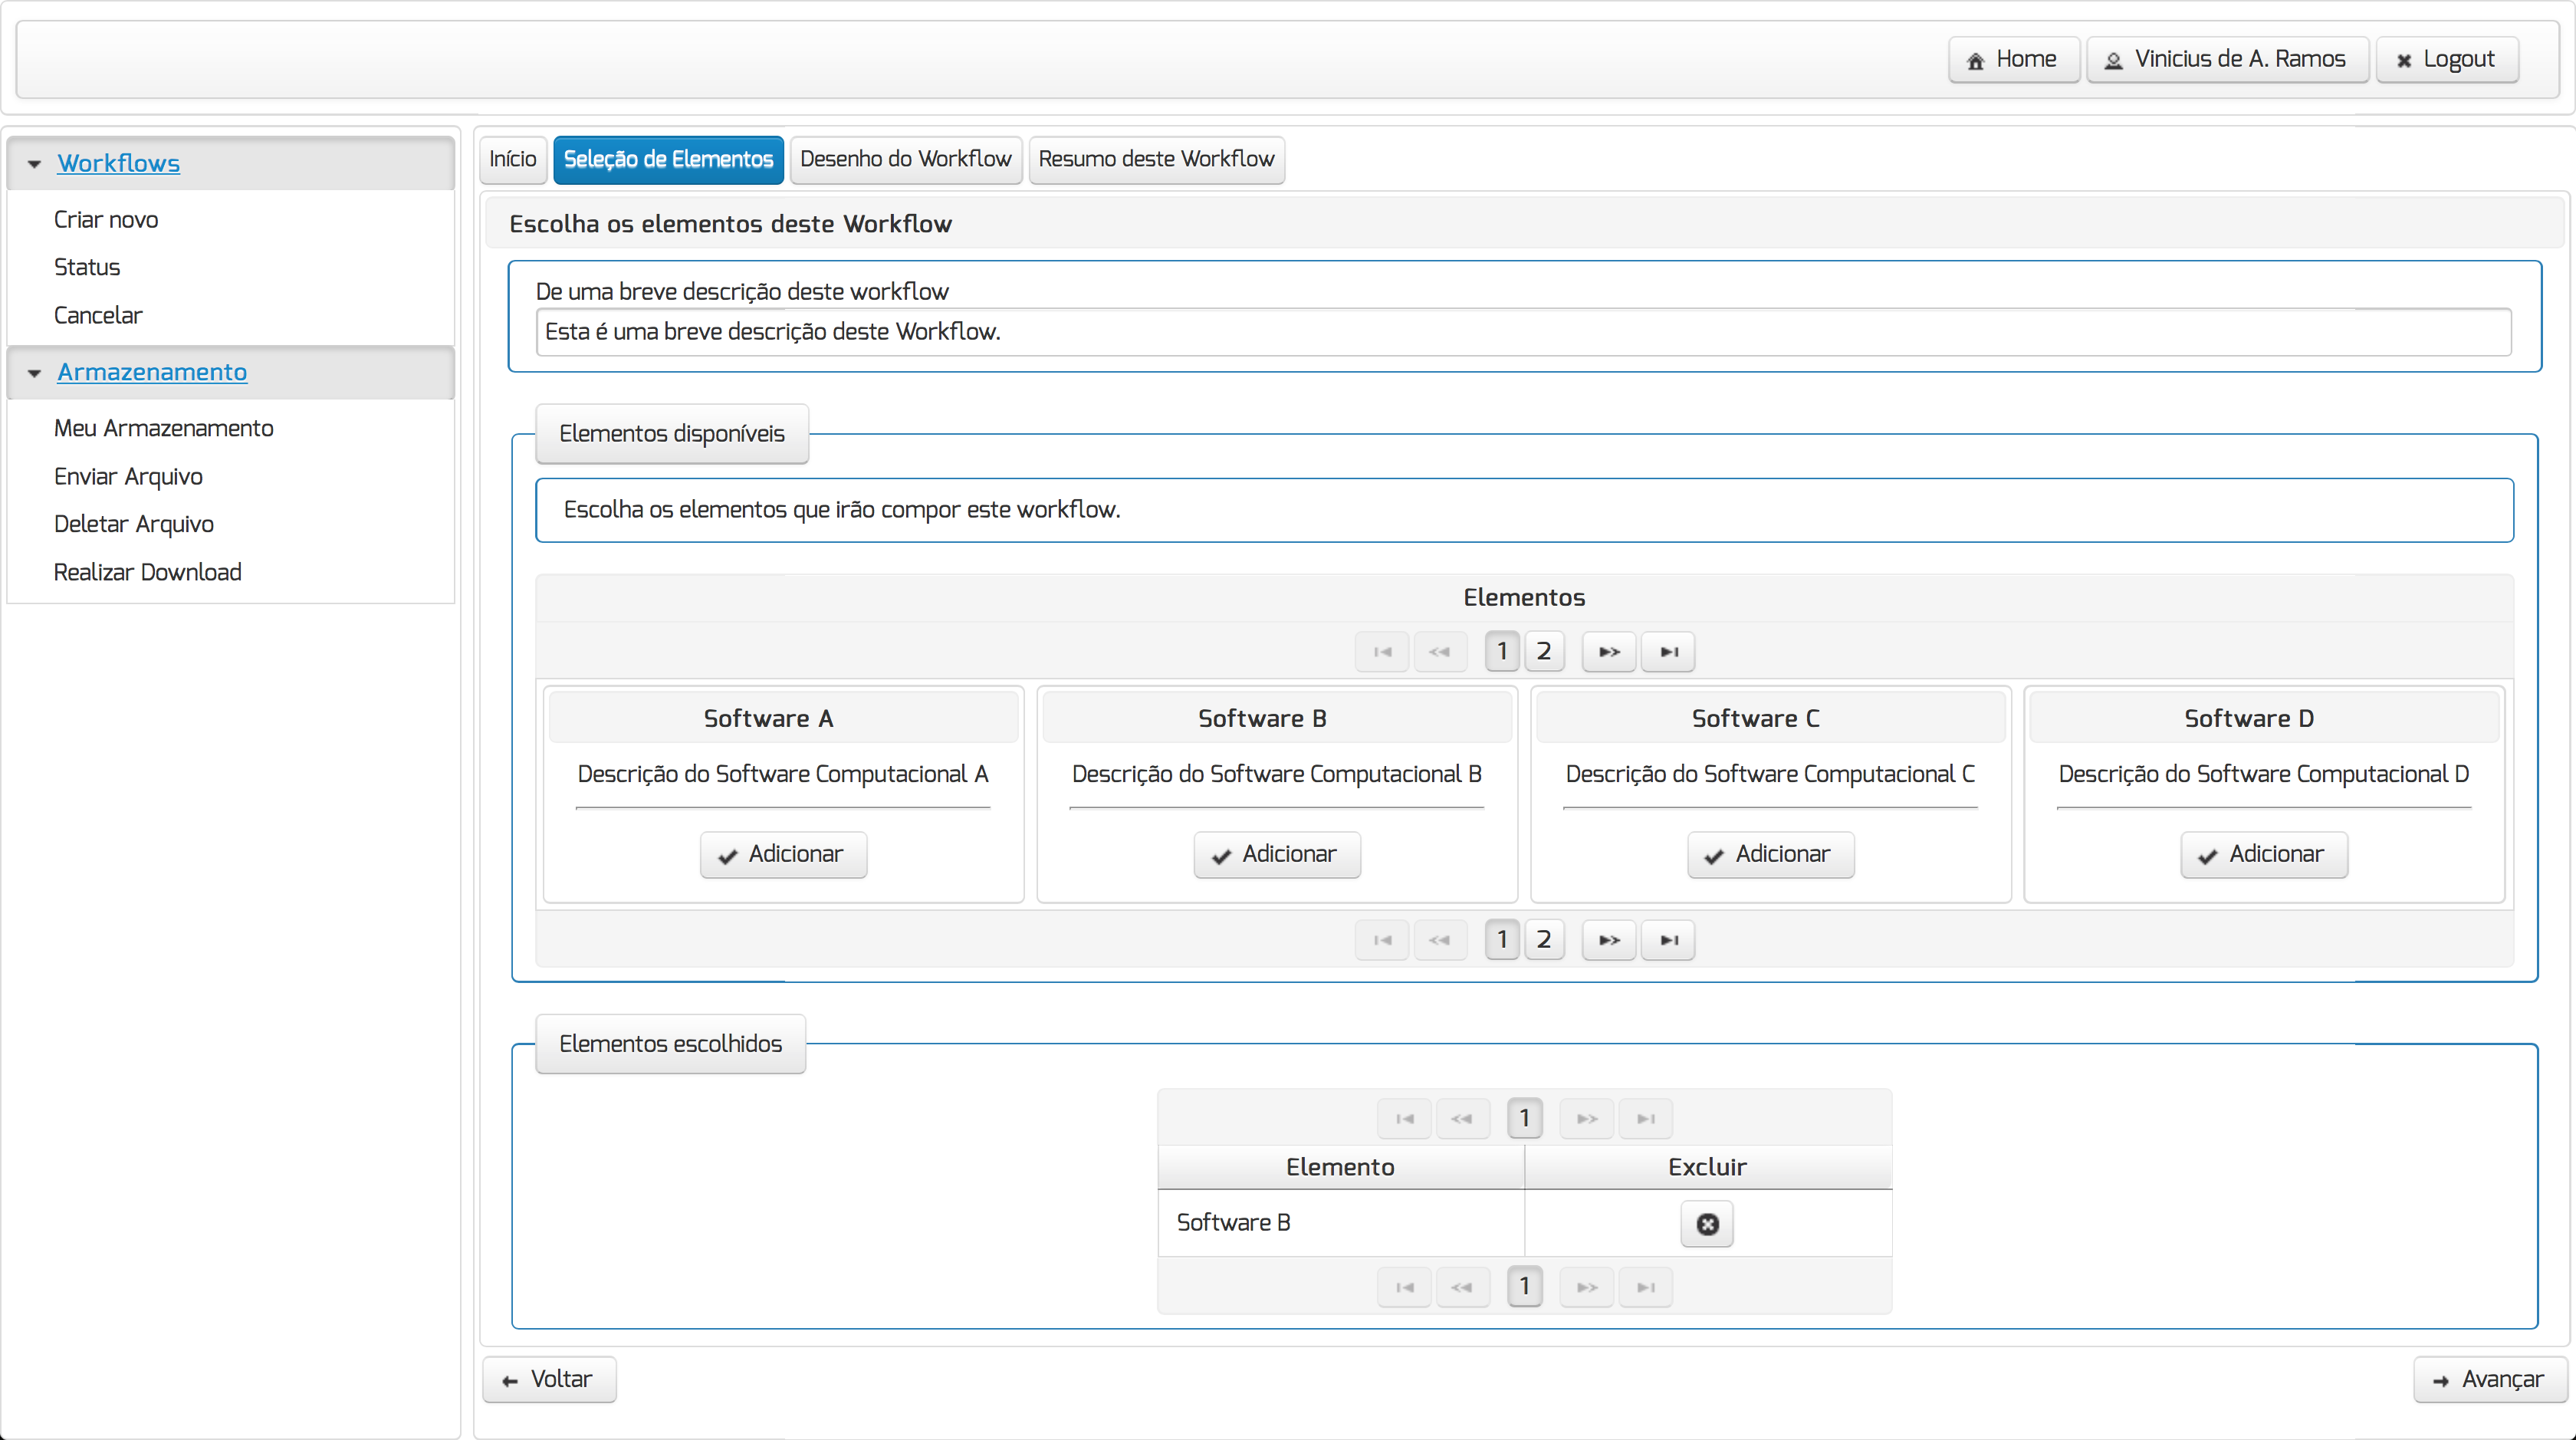 Home Vinicius de A. Ramos Logout
Workflows
Criar novo
Status
Cancelar
Armazenamento
Meu Armazenamento
Enviar Arquivo
Deletar Arquivo
Realizar Download
Início Seleção de Elementos Desenho do Workflow Resumo deste Workflow
Escolha os elementos deste Workflow
De uma breve descrição deste workflow
Esta é uma breve descrição deste Workflow.
Elementos disponíveis
Escolha os elementos que irão compor este workflow.
Elementos
1 2
Software A Software B Software C Software D
Descrição do Software Computacional A Descrição do Software Computacional B Descrição do Software Computacional C Descrição do Software Computacional D
Adicionar Adicionar Adicionar Adicionar
1 2
Elementos escolhidos
1
Elemento Excluir
Software B
1
Voltar Avançar